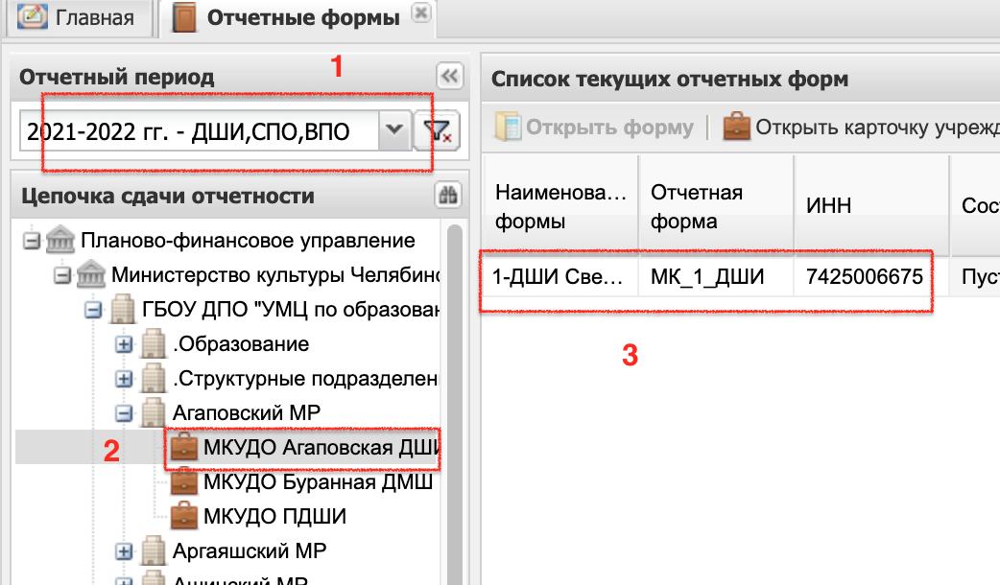 Главная
Отчетные формы
Отчетный период
1
2021-2022 гг. - ДШИ,СПО,ВПО
Цепочка сдачи отчетности
Планово-финансовое управление
Министерство культуры Челябинс
ГБОУ ДПО "УМЦ по образован
.Образование
.Структурные подразделен
Агаповский МР
2
МКУДО Агаповская ДШИ
МКУДО Буранная ДМШ
МКУДО ПДШИ
Аргаяшский МР
Ашинский МР
Список текущих отчетных форм
Открыть форму
Открыть карточку учрежд
Наименова... формы
Отчетная форма
ИНН
Сос
1-ДШИ Све...
МК_1_ДШИ
7425006675
Пуст
3